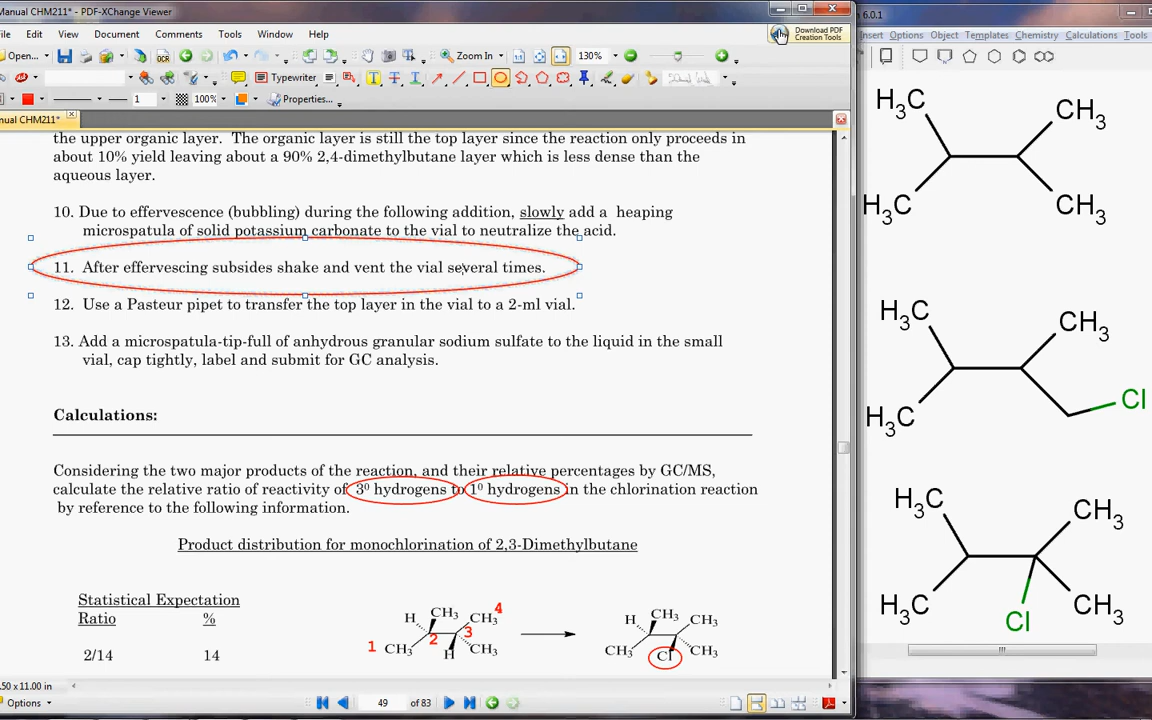 Manual CHM211* - PDF-XChange Viewer
6.0.1
File Edit View Document Comments Tools Window Help
Download PDF
Creation Tools
Insert Options Object Templates Chemistry Calculations Tools
Open... OCR Zoom In 130%
Typewriter
1 100% Properties...
Manual CHM211*
the upper organic layer. The organic layer is still the top layer since the reaction only proceeds in
about 10% yield leaving about a 90% 2,4-dimethylbutane layer which is less dense than the
aqueous layer.
10. Due to effervescence (bubbling) during the following addition, slowly add a heaping
microspatula of solid potassium carbonate to the vial to neutralize the acid.
11. After effervescing subsides shake and vent the vial several times.
12. Use a Pasteur pipet to transfer the top layer in the vial to a 2-ml vial.
13. Add a microspatula-tip-full of anhydrous granular sodium sulfate to the liquid in the small
vial, cap tightly, label and submit for GC analysis.
Calculations:
Considering the two major products of the reaction, and their relative percentages by GC/MS,
calculate the relative ratio of reactivity of 3⁰ hydrogens to 1⁰ hydrogens in the chlorination reaction
by reference to the following information.
Product distribution for monochlorination of 2,3-Dimethylbutane
Statistical Expectation
Ratio %
2/14 14
H CH₃ CH₃ 4
1 CH₃ 2 3
H CH₃
H CH₃ CH₃
CH₃ Cl CH₃
H₃C CH₃
H₃C CH₃
H₃C CH₃
H₃C Cl
H₃C CH₃
H₃C Cl CH₃
.50 x 11.00 in
Options 49 of 83